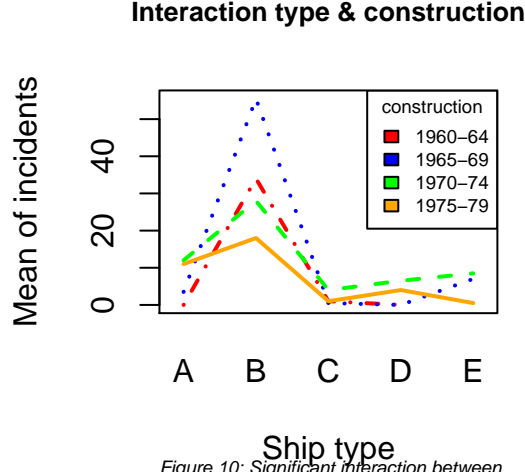 Interaction type & construction
Mean of incidents
0 20 40
construction
1960−64
1965−69
1970−74
1975−79
A B C D E
Ship type
Figure 10: Significant interaction between